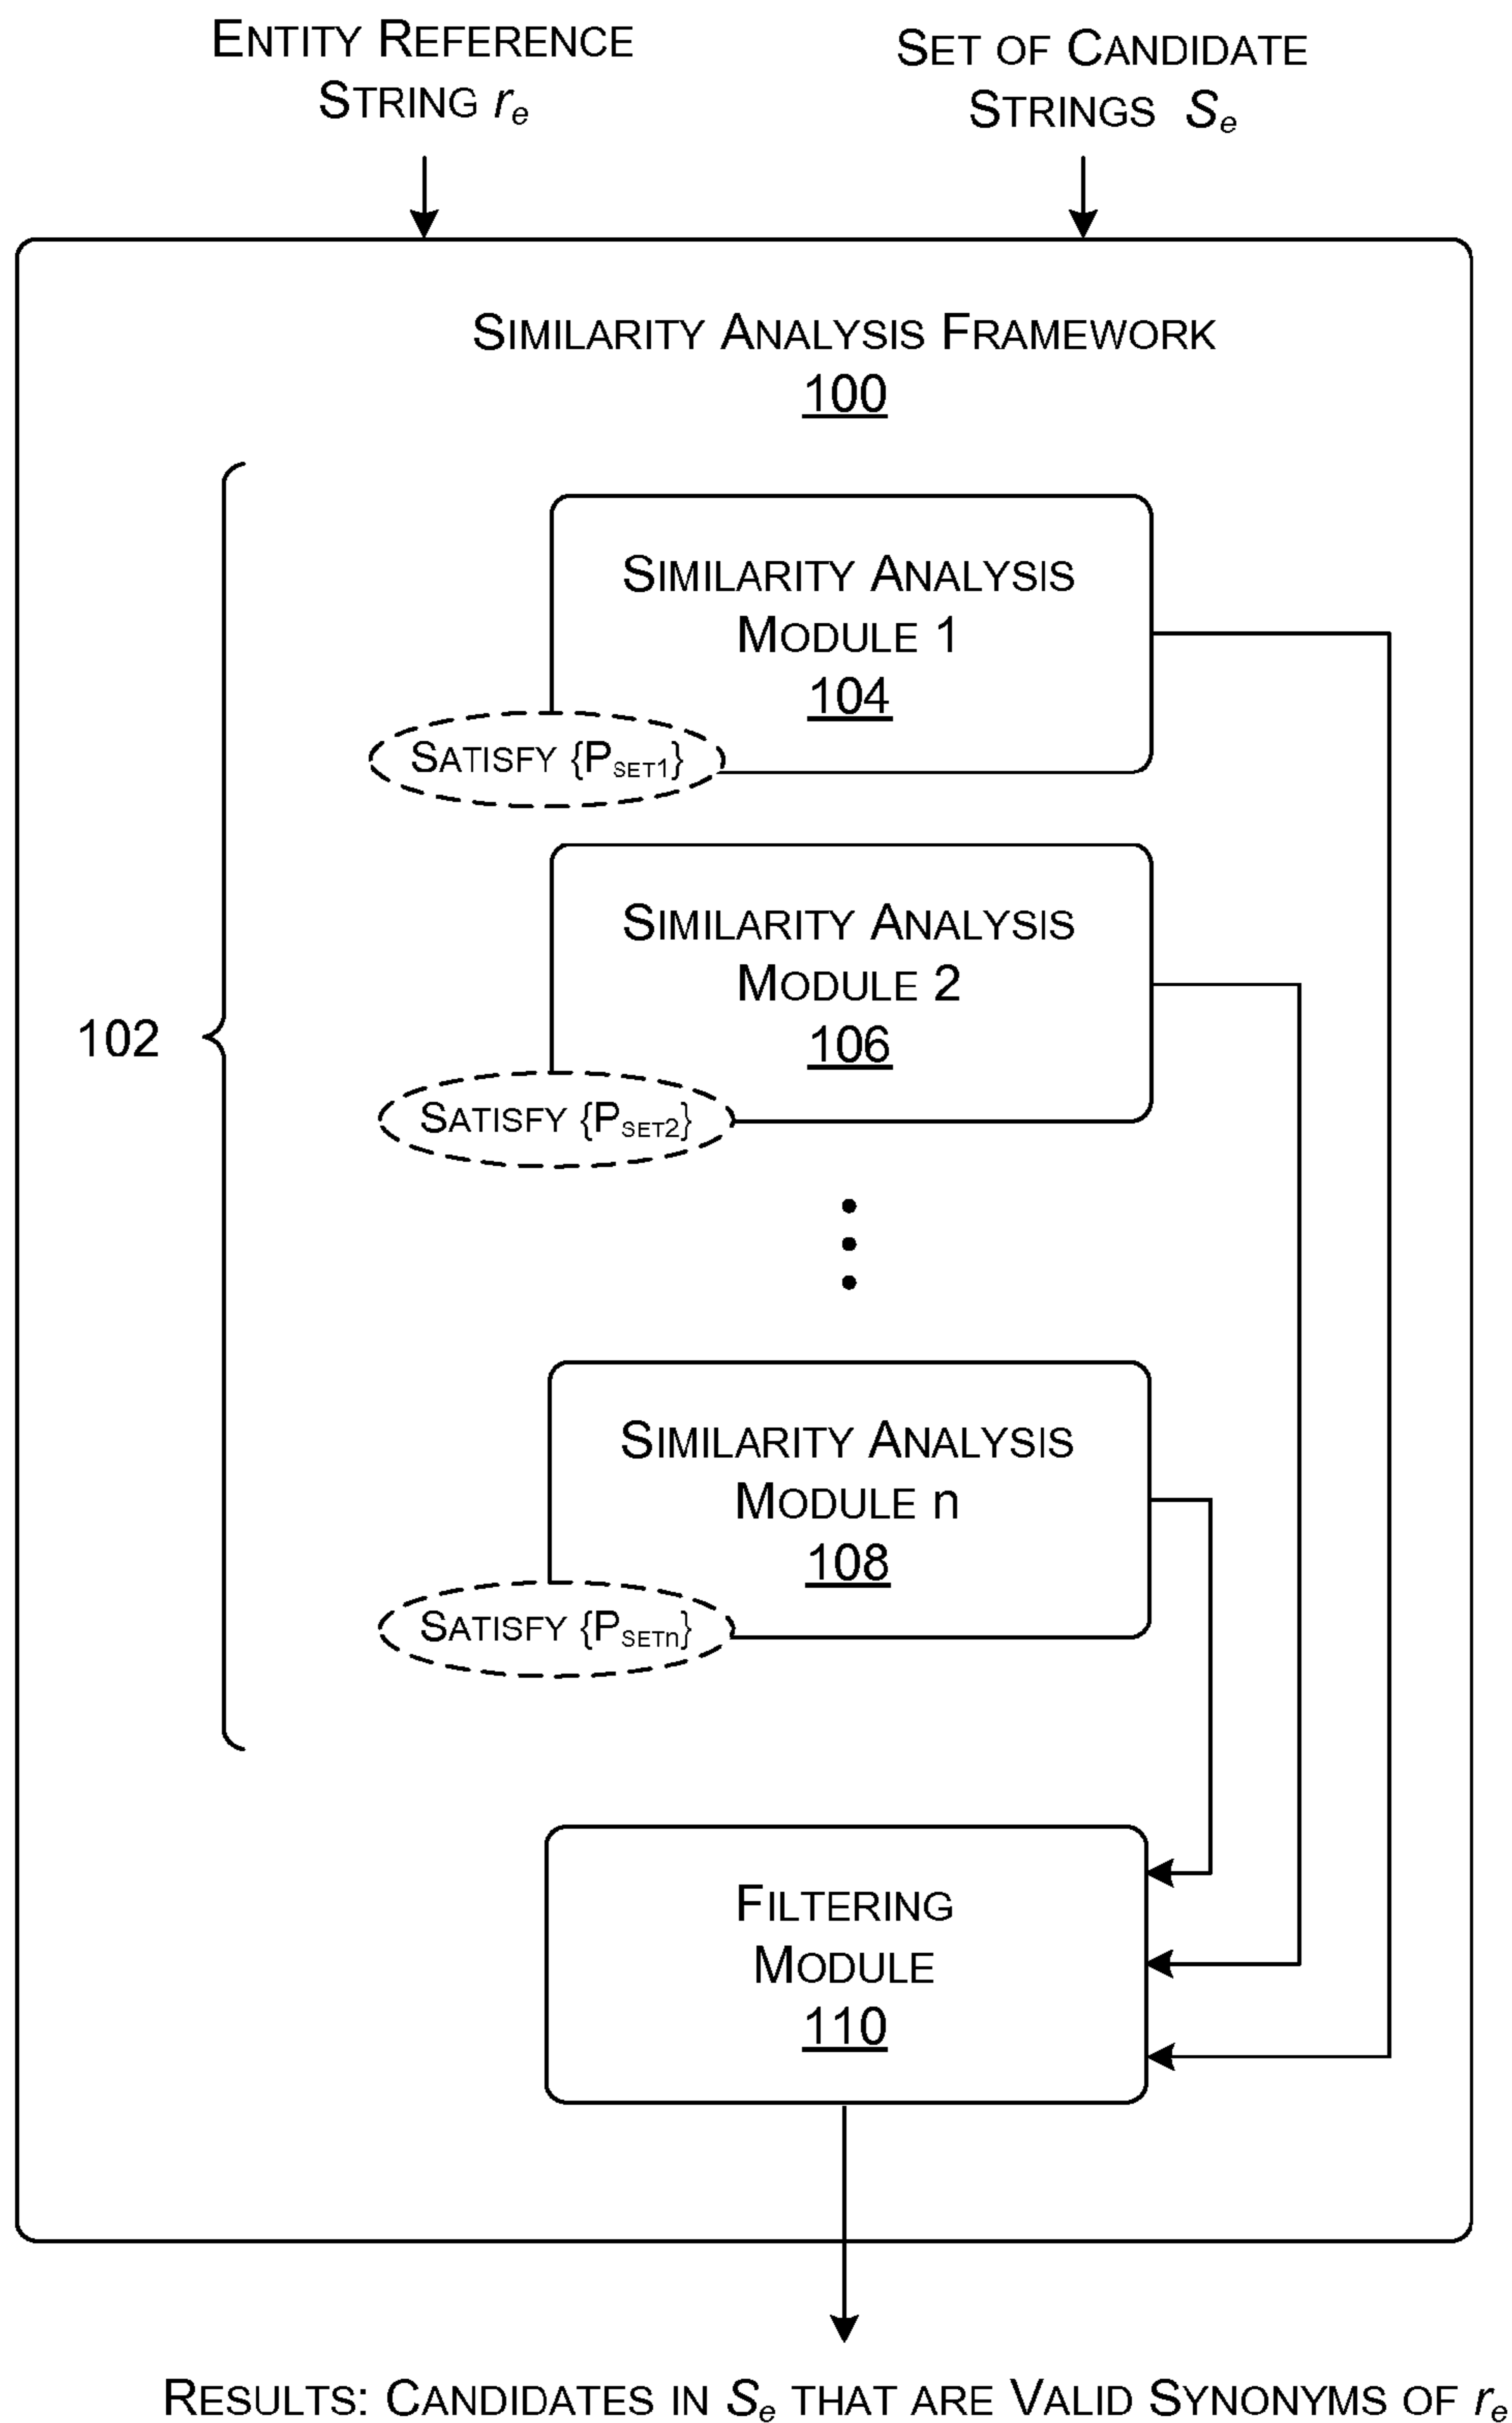 ENTITY REFERENCE
STRING re
SET OF CANDIDATE
STRINGS Se
SIMILARITY ANALYSIS FRAMEWORK
100
SIMILARITY ANALYSIS
MODULE 1
104
SATISFY {PSET1}
SIMILARITY ANALYSIS
MODULE 2
106
SATISFY {PSET2}
102
SIMILARITY ANALYSIS
MODULE n
108
SATISFY {PSETn}
FILTERING
MODULE
110
RESULTS: CANDIDATES IN Se THAT ARE VALID SYNONYMS OF re